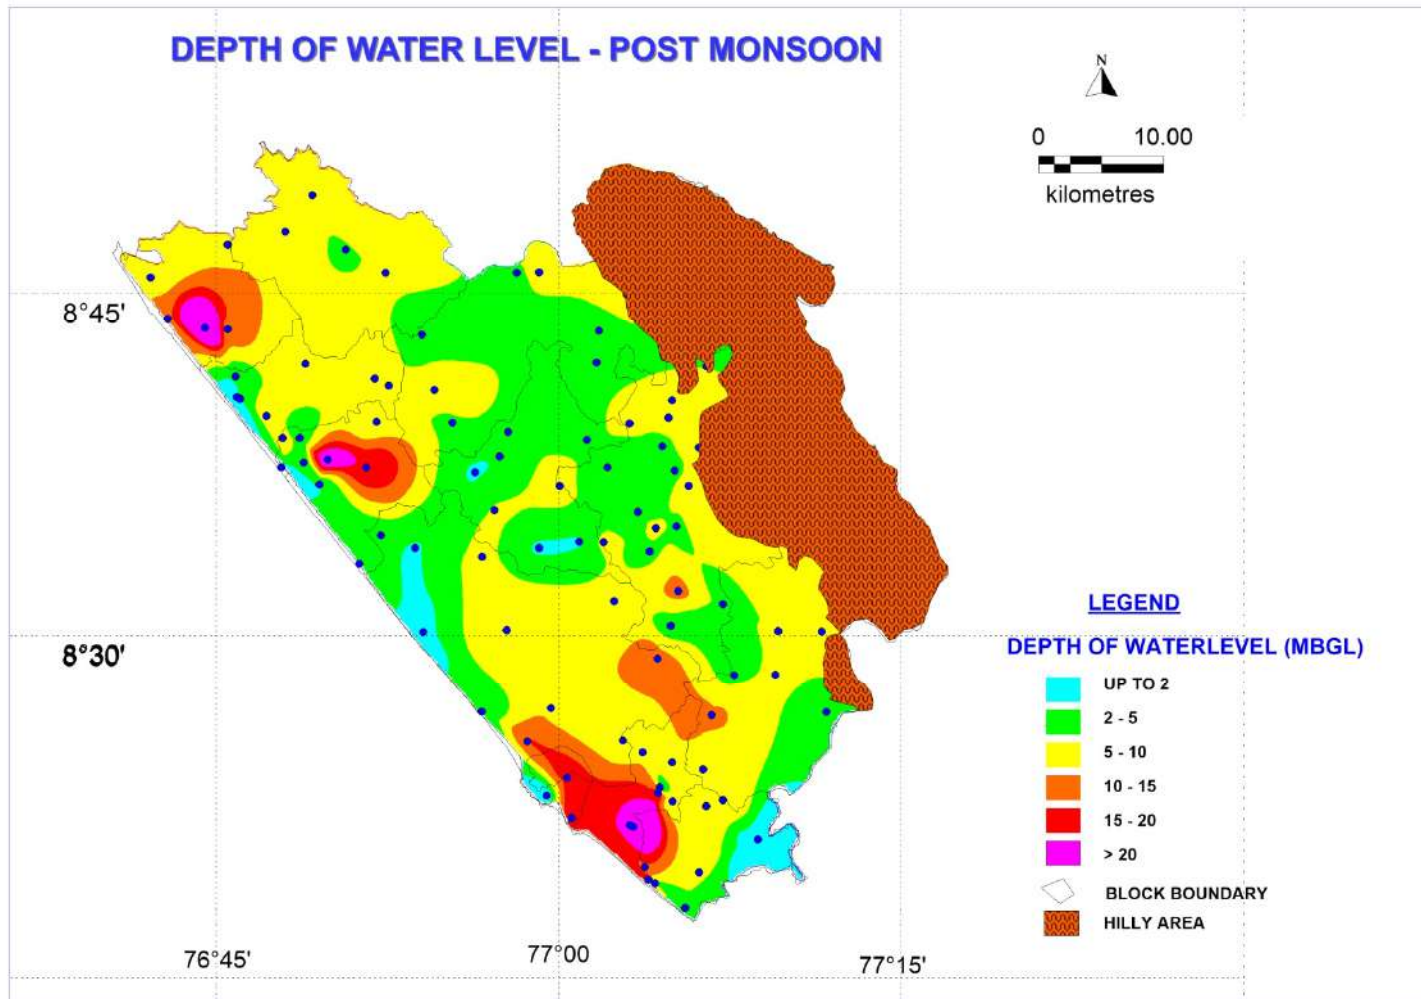 DEPTH OF WATER LEVEL - POST MONSOON
N
0 10.00
kilometres
8°45'
8°30'
LEGEND
DEPTH OF WATERLEVEL (MBGL)
UP TO 2
2 - 5
5 - 10
10 - 15
15 - 20
> 20
BLOCK BOUNDARY
HILLY AREA
76°45'
77°00
77°15'